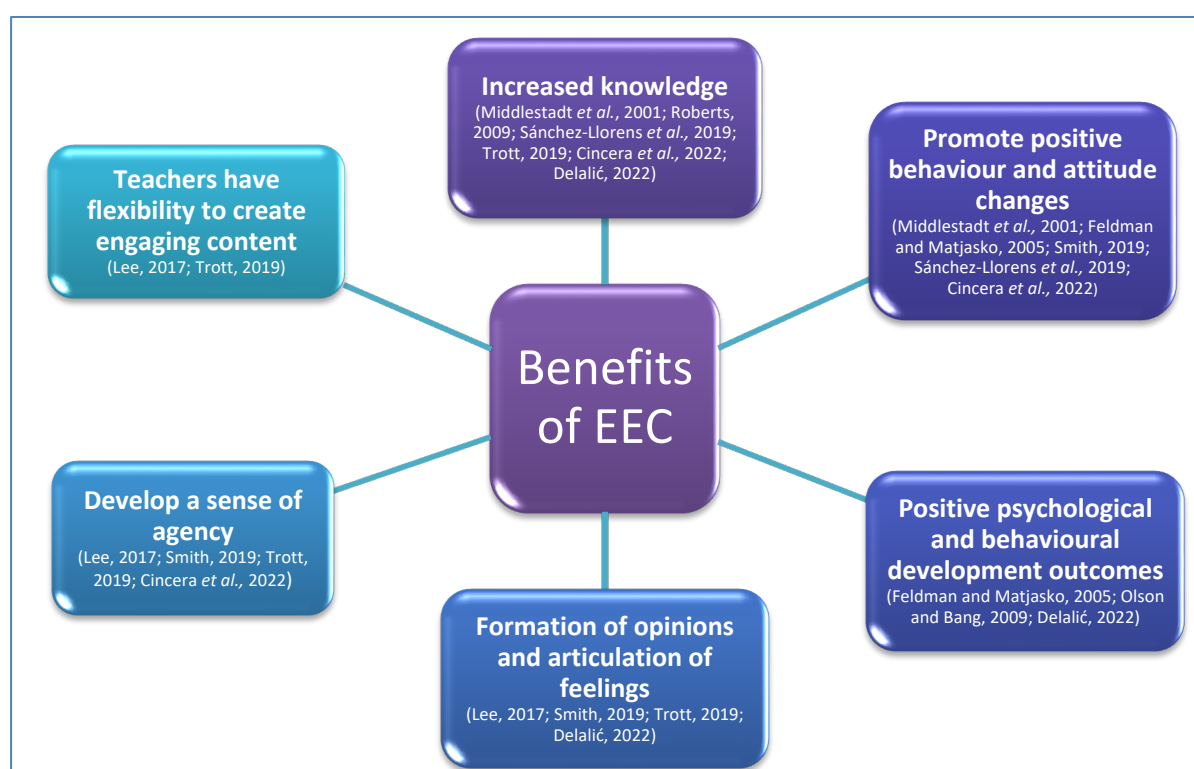 Increased knowledge
(Middlestadt et al., 2001; Roberts,
2009; Sánchez-Llorens et al., 2019;
Trott, 2019; Cincera et al., 2022;
Delalić, 2022)
Promote positive
behaviour and attitude
changes
(Middlestadt et al., 2001; Feldman
and Matjasko, 2005; Smith, 2019;
Sánchez-Llorens et al., 2019;
Cincera et al., 2022)
Teachers have
flexibility to create
engaging content
(Lee, 2017; Trott, 2019)
Benefits
of EEC
Develop a sense of
agency
(Lee, 2017; Smith, 2019; Trott,
2019; Cincera et al., 2022)
Positive psychological
and behavioural
development outcomes
(Feldman and Matjasko, 2005; Olson
and Bang, 2009; Delalić, 2022)
Formation of opinions
and articulation of
feelings
(Lee, 2017; Smith, 2019; Trott, 2019;
Delalić, 2022)